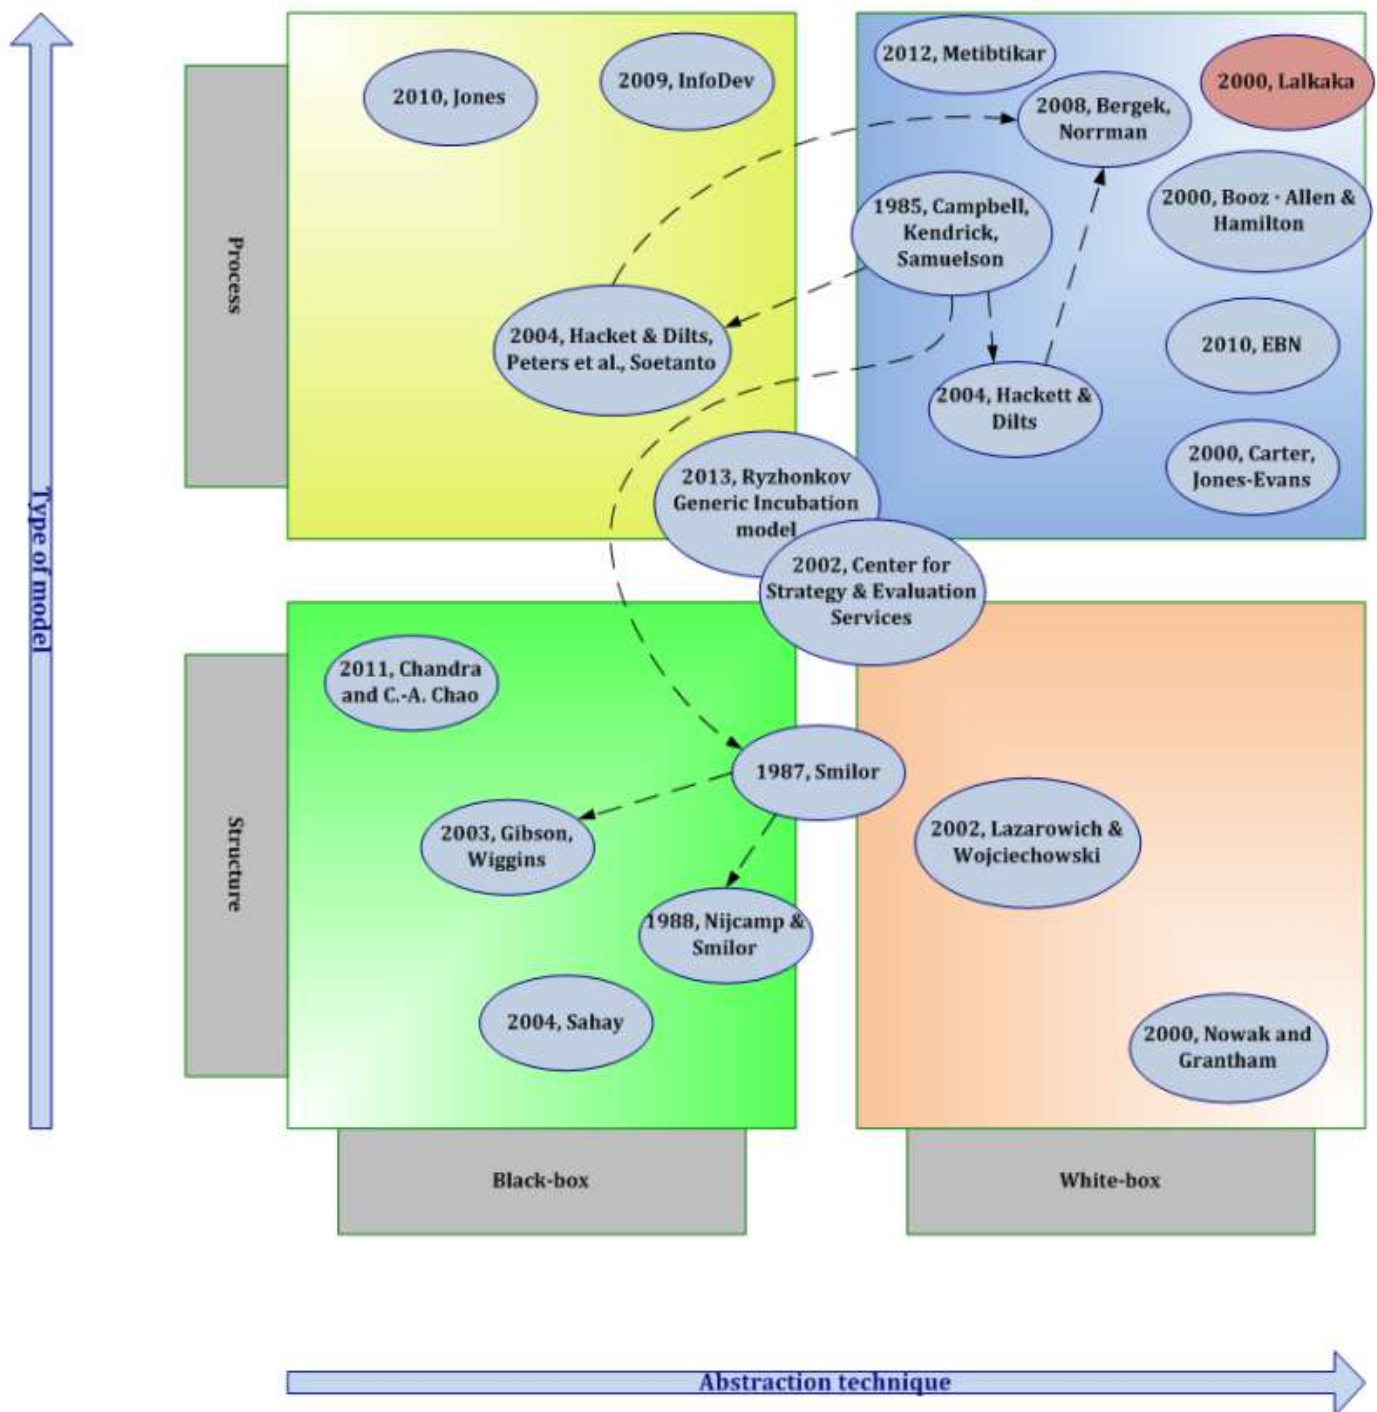 2010, Jones
2009, InfoDev
2012, Metibtikar
2000, Lalkaka
2008, Bergek,
Norrman
2000, Booz · Allen &
Hamilton
1985, Campbell,
Kendrick,
Samuelson
Process
2004, Hacket & Dilts,
Peters et al., Soetanto
2010, EBN
2004, Hackett &
Dilts
2000, Carter,
Jones-Evans
2013, Ryzhonkov
Generic Incubation
model
2002, Center for
Strategy & Evaluation
Services
Type of model
2011, Chandra
and C.-A. Chao
1987, Smilor
2003, Gibson,
Wiggins
2002, Lazarowich &
Wojciechowski
Structure
1988, Nijcamp &
Smilor
2004, Sahay
2000, Nowak and
Grantham
Black-box
White-box
Abstraction technique